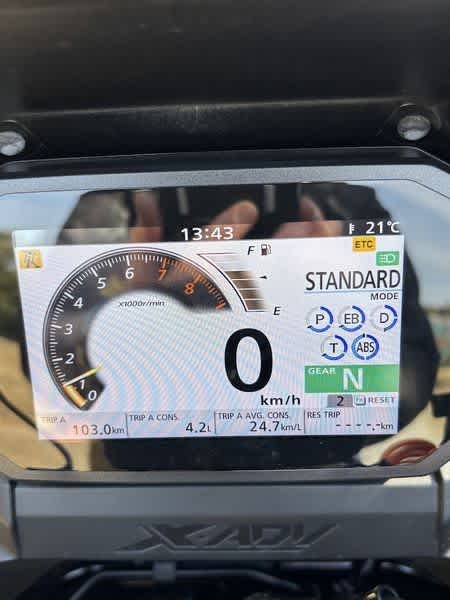 13:43
21℃
ETC
F
E
6 7
5 8
4
3
2
1
0
x1000r/min
STANDARD
MODE
P EB D
T ABS
0
km/h
GEAR N
2 Fn RESET
TRIP A
103.0km
TRIP A CONS.
4.2L
TRIP A AVG. CONS.
24.7km/L
RES TRIP
----.-km
X-ADV